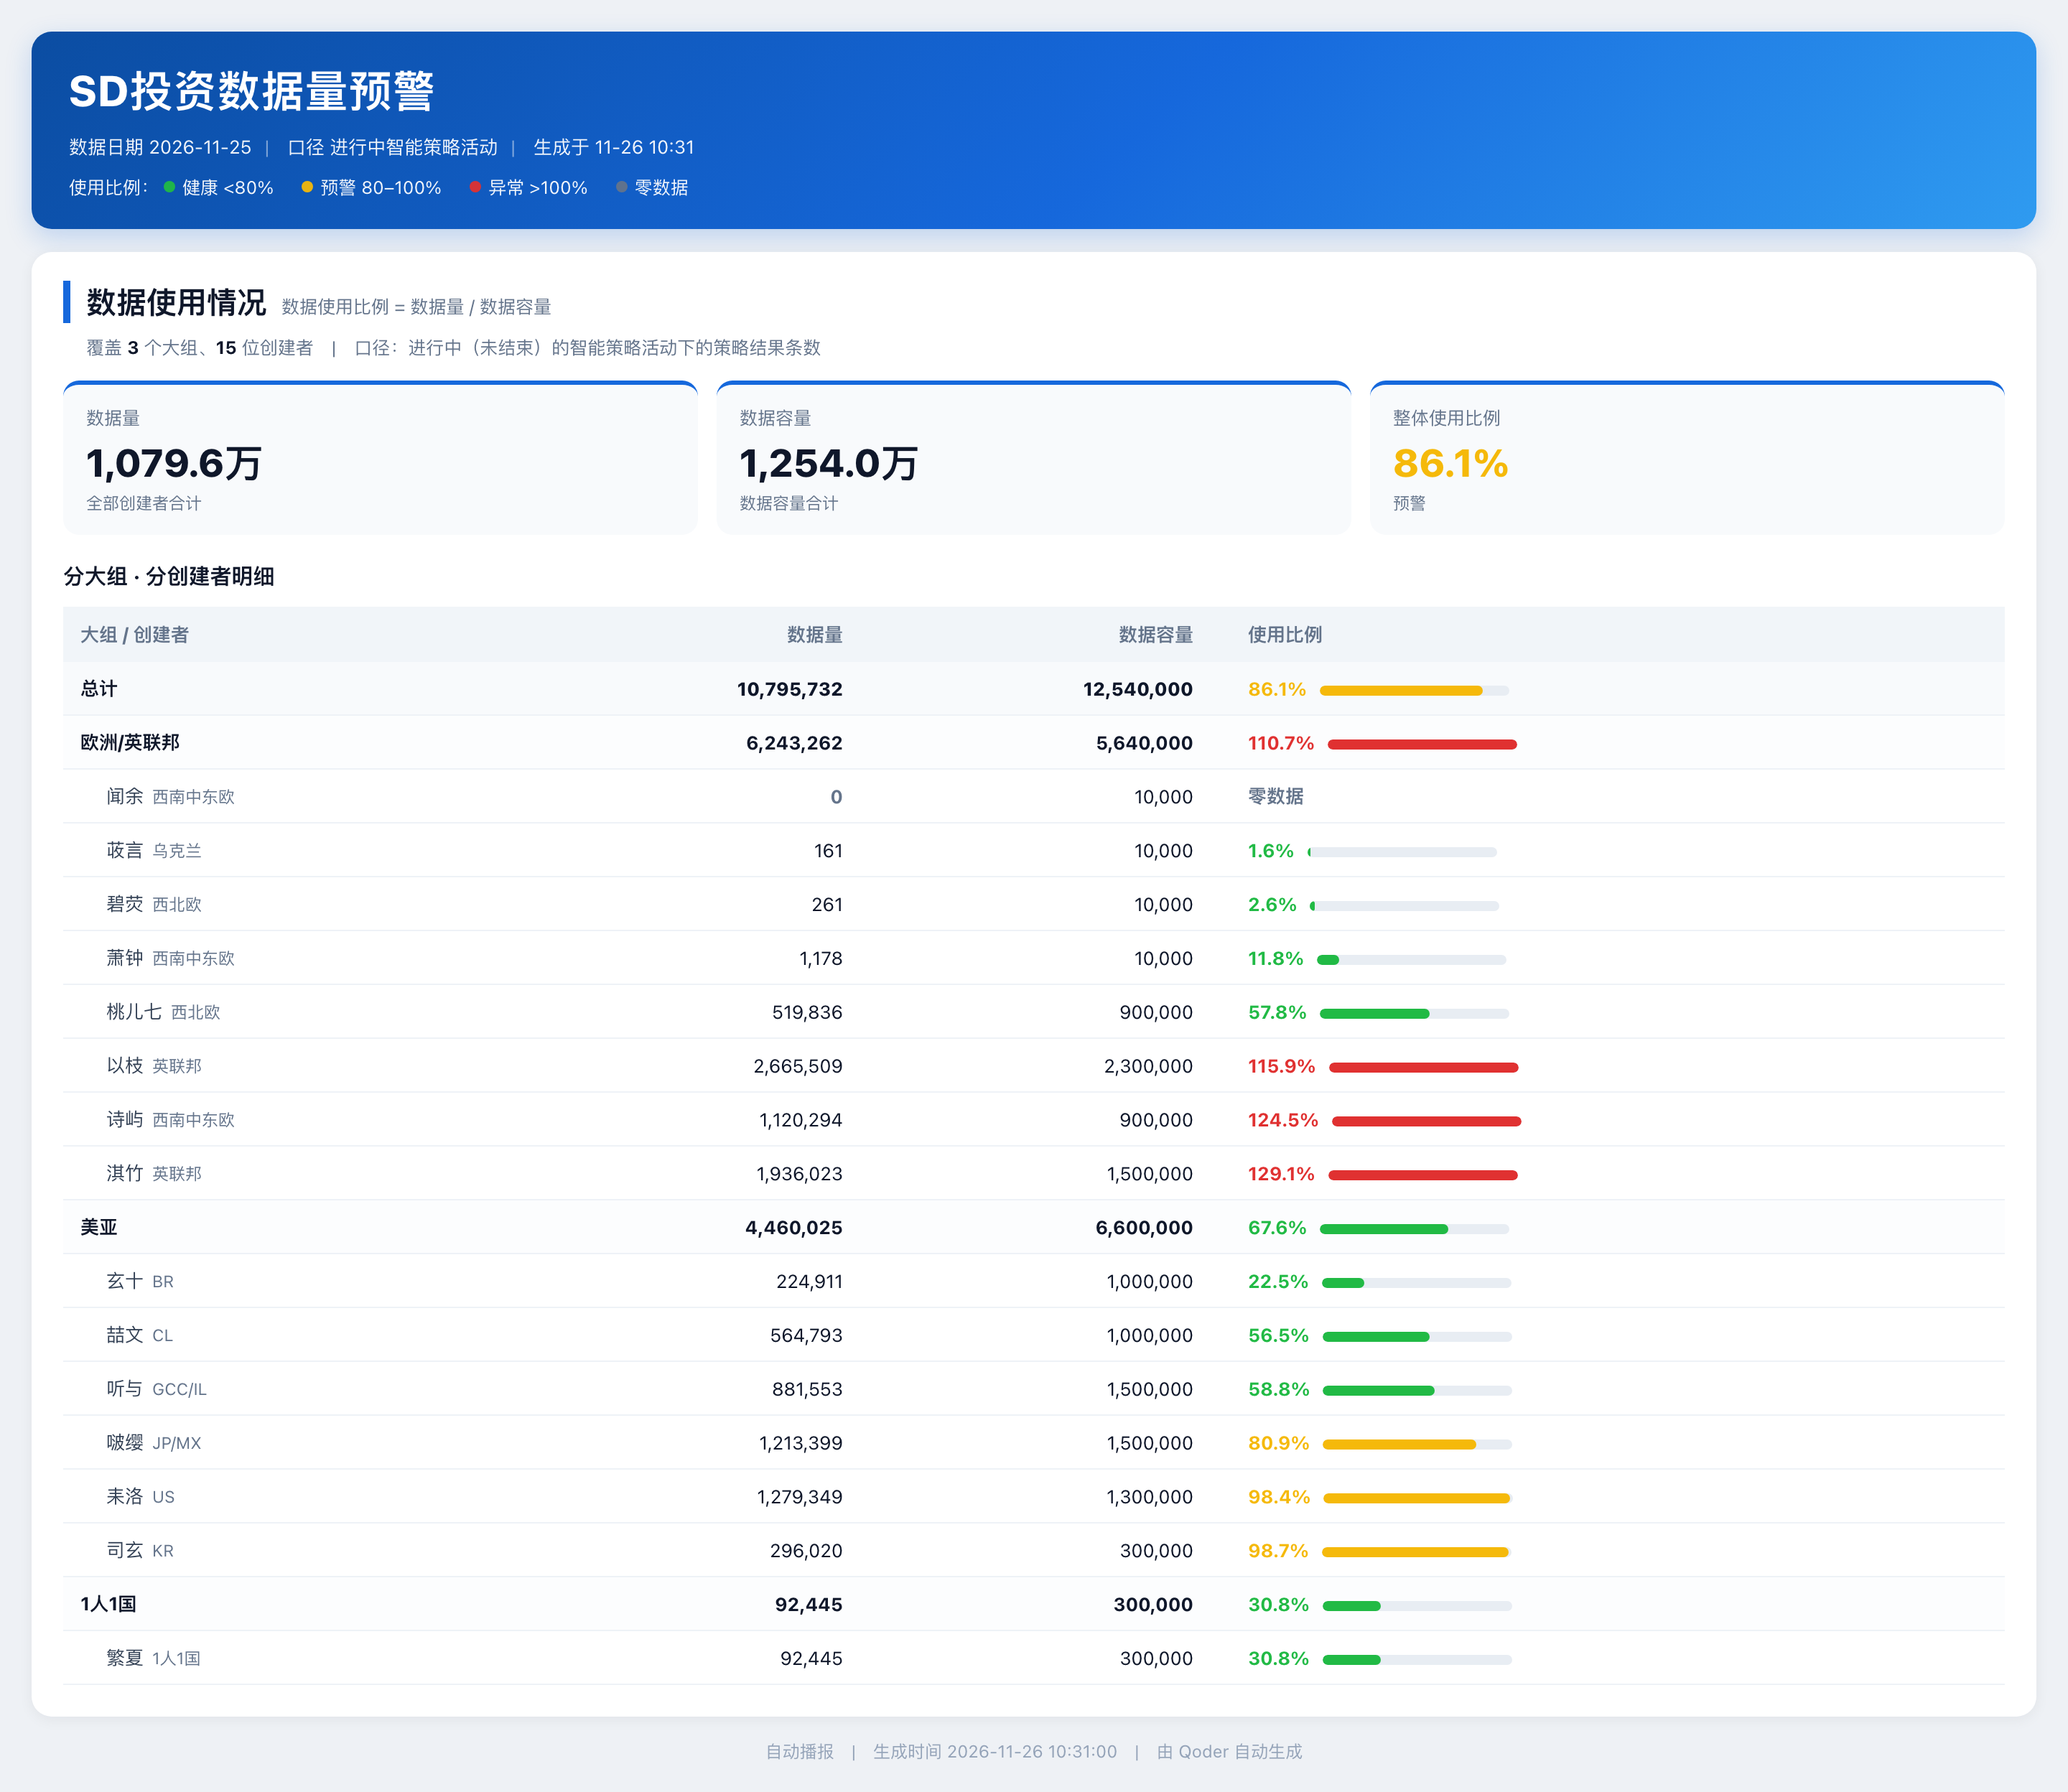 SD投资数据量预警
数据日期 2026-11-25 | 口径 进行中智能策略活动 | 生成于 11-26 10:31
使用比例： 健康 <80% 预警 80–100% 异常 >100% 零数据
数据使用情况 数据使用比例 = 数据量 / 数据容量
覆盖 3 个大组、15 位创建者 | 口径：进行中（未结束）的智能策略活动下的策略结果条数
数据量
1,079.6万
全部创建者合计
数据容量
1,254.0万
数据容量合计
整体使用比例
86.1%
预警
分大组 · 分创建者明细
大组 / 创建者 数据量 数据容量 使用比例
总计 10,795,732 12,540,000 86.1%
欧洲/英联邦 6,243,262 5,640,000 110.7%
闻余 西南中东欧 0 10,000 零数据
荍言 乌克兰 161 10,000 1.6%
碧荧 西北欧 261 10,000 2.6%
萧钟 西南中东欧 1,178 10,000 11.8%
桃儿七 西北欧 519,836 900,000 57.8%
以枝 英联邦 2,665,509 2,300,000 115.9%
诗屿 西南中东欧 1,120,294 900,000 124.5%
淇竹 英联邦 1,936,023 1,500,000 129.1%
美亚 4,460,025 6,600,000 67.6%
玄十 BR 224,911 1,000,000 22.5%
喆文 CL 564,793 1,000,000 56.5%
听与 GCC/IL 881,553 1,500,000 58.8%
啵缨 JP/MX 1,213,399 1,500,000 80.9%
耒洛 US 1,279,349 1,300,000 98.4%
司玄 KR 296,020 300,000 98.7%
1人1国 92,445 300,000 30.8%
繁夏 1人1国 92,445 300,000 30.8%
自动播报 | 生成时间 2026-11-26 10:31:00 | 由 Qoder 自动生成